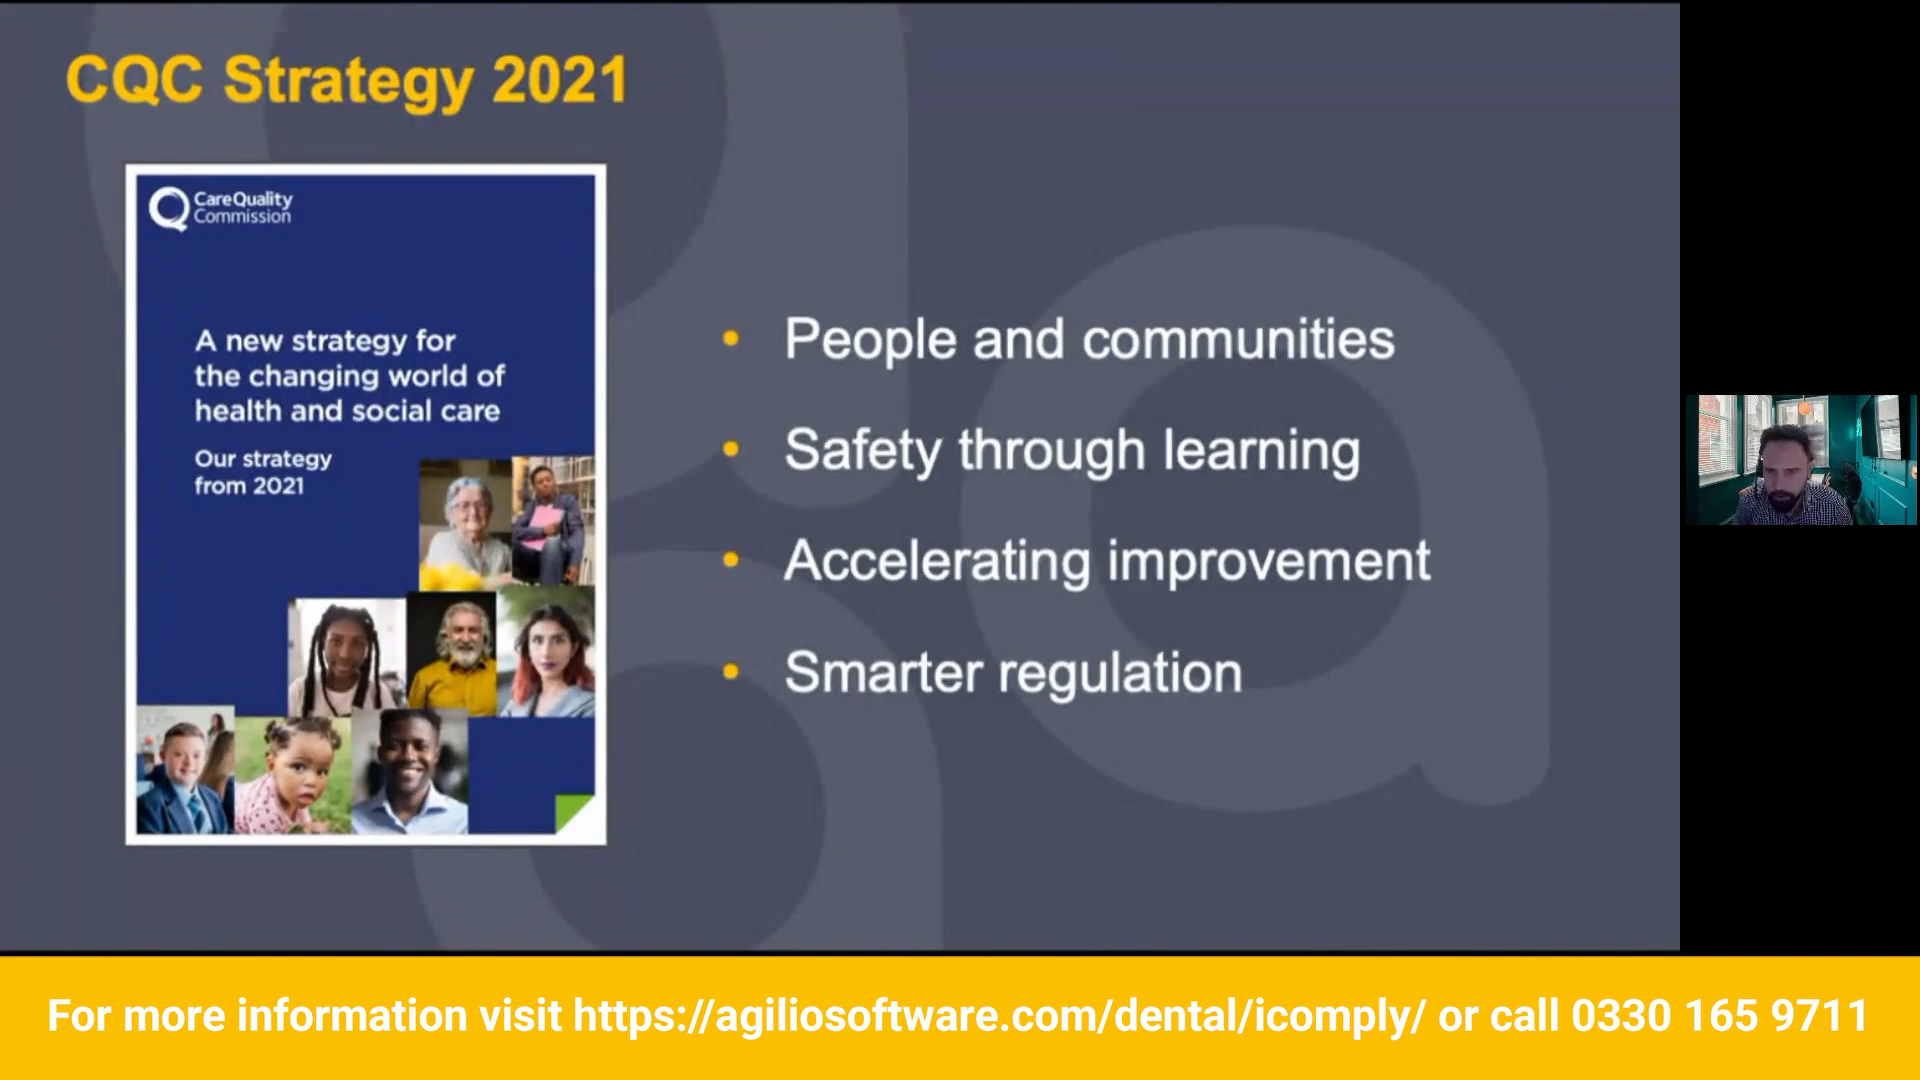 CQC Strategy 2021
CareQuality
Commission
A new strategy for
the changing world of
health and social care
Our strategy
from 2021
• People and communities
• Safety through learning
• Accelerating improvement
• Smarter regulation
For more information visit https://agiliosoftware.com/dental/icomply/ or call 0330 165 9711